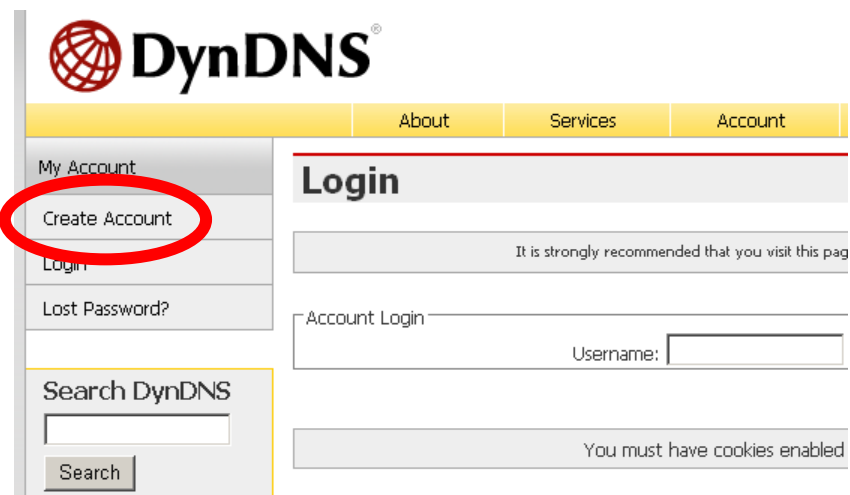 DynDNS®
About Services Account
My Account
Create Account
Login
Lost Password?
Search DynDNS
Search
Login
It is strongly recommended that you visit this pag
Account Login
Username:
You must have cookies enabled